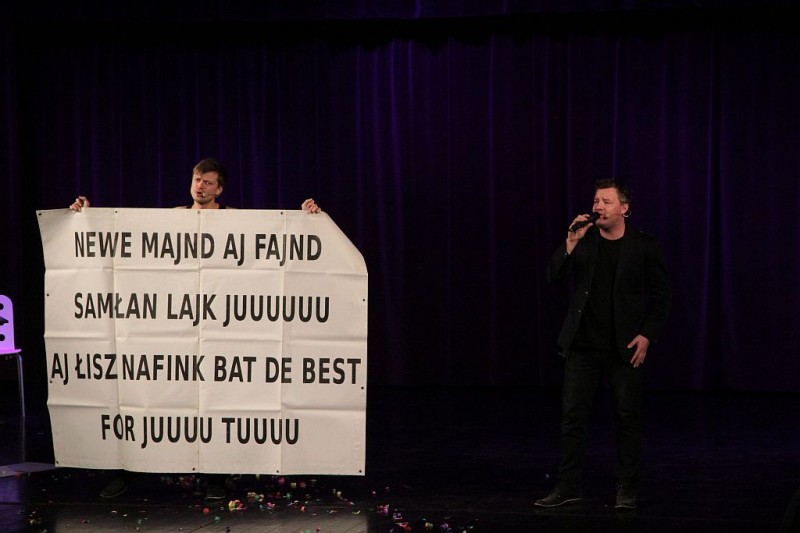 NEWE MAJND AJ FAJND
SAMŁAN LAJK JUUUUUU
AJ ŁISZ NAFINK BAT DE BEST
FOR JUUUU TUUUU